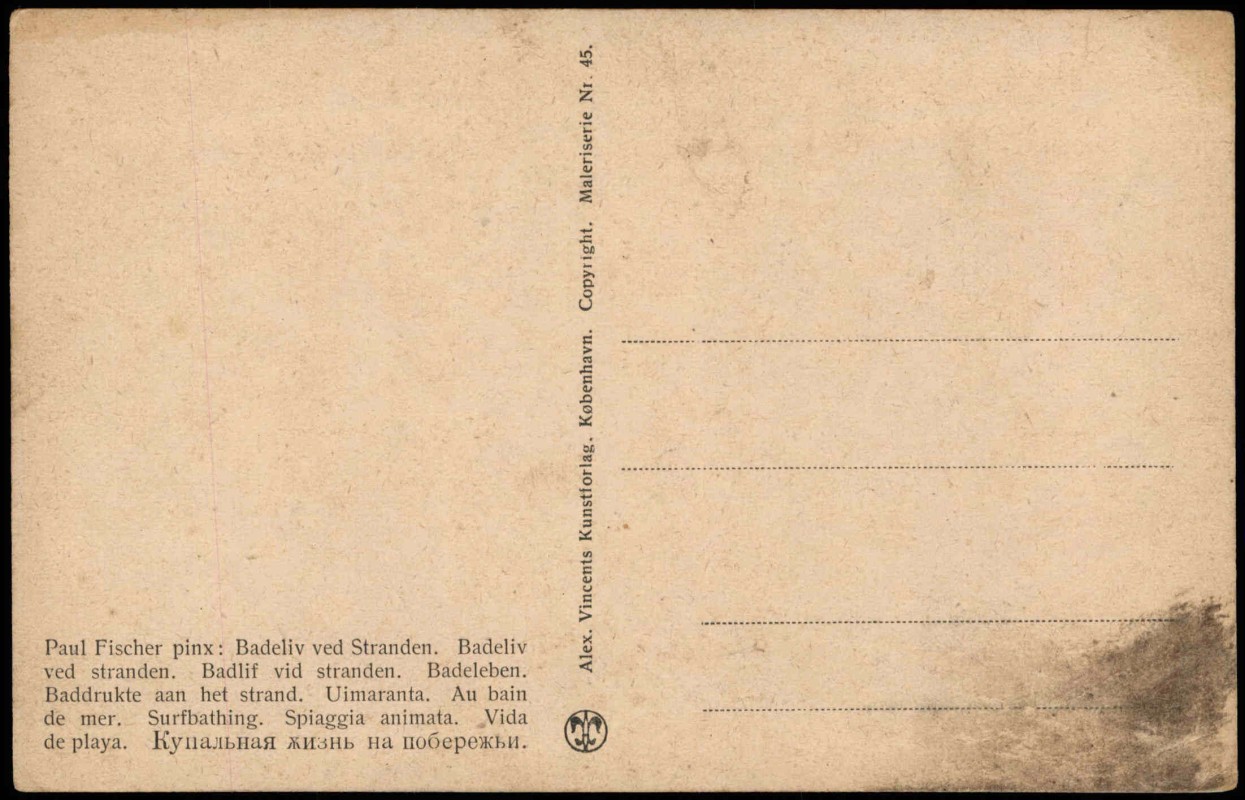 Paul Fischer pinx: Badeliv ved Stranden. Badeliv
ved stranden. Badlif vid stranden. Badeleben.
Baddrukte aan het strand. Uimaranta. Au bain
de mer. Surfbathing. Spiaggia animata. Vida
de playa. Купальная жизнь на побережьи.
Alex. Vincents Kunstforlag. København. Copyright. Maleriserie Nr. 45.